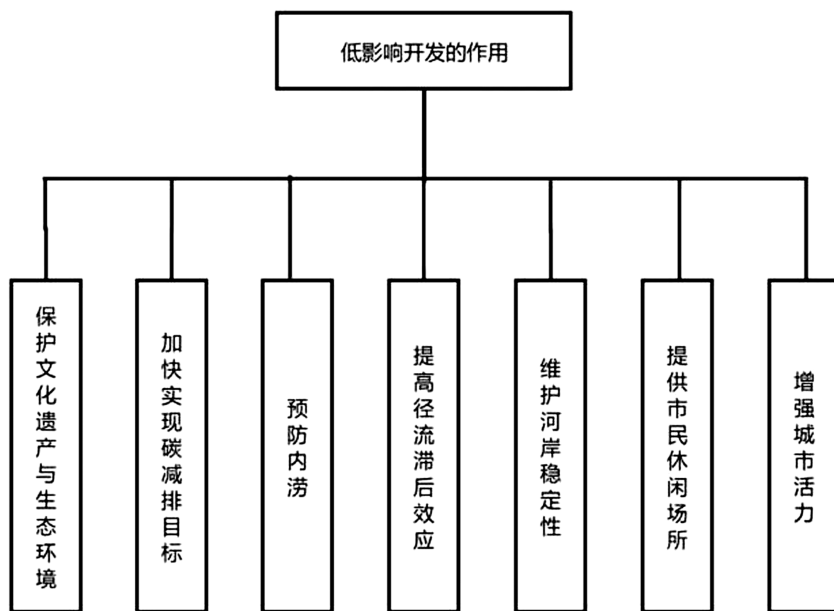 低影响开发的作用
保护文化遗产与生态环境
加快实现碳减排目标
预防内涝
提高径流滞后效应
维护河岸稳定性
提供市民休闲场所
增强城市活力